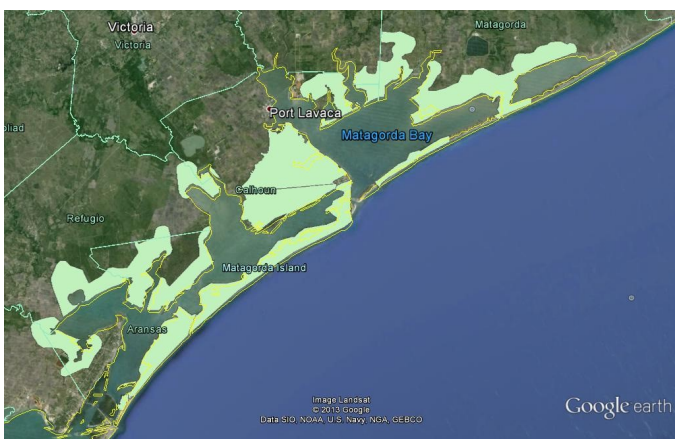 Victoria
Victoria
Matagorda
Port Lavaca
Matagorda Bay
oliad
Calhoun
Refugio
Matagorda Island
Aransas
Image Landsat
© 2013 Google
Data SIO, NOAA, U.S. Navy, NGA, GEBCO
Google earth